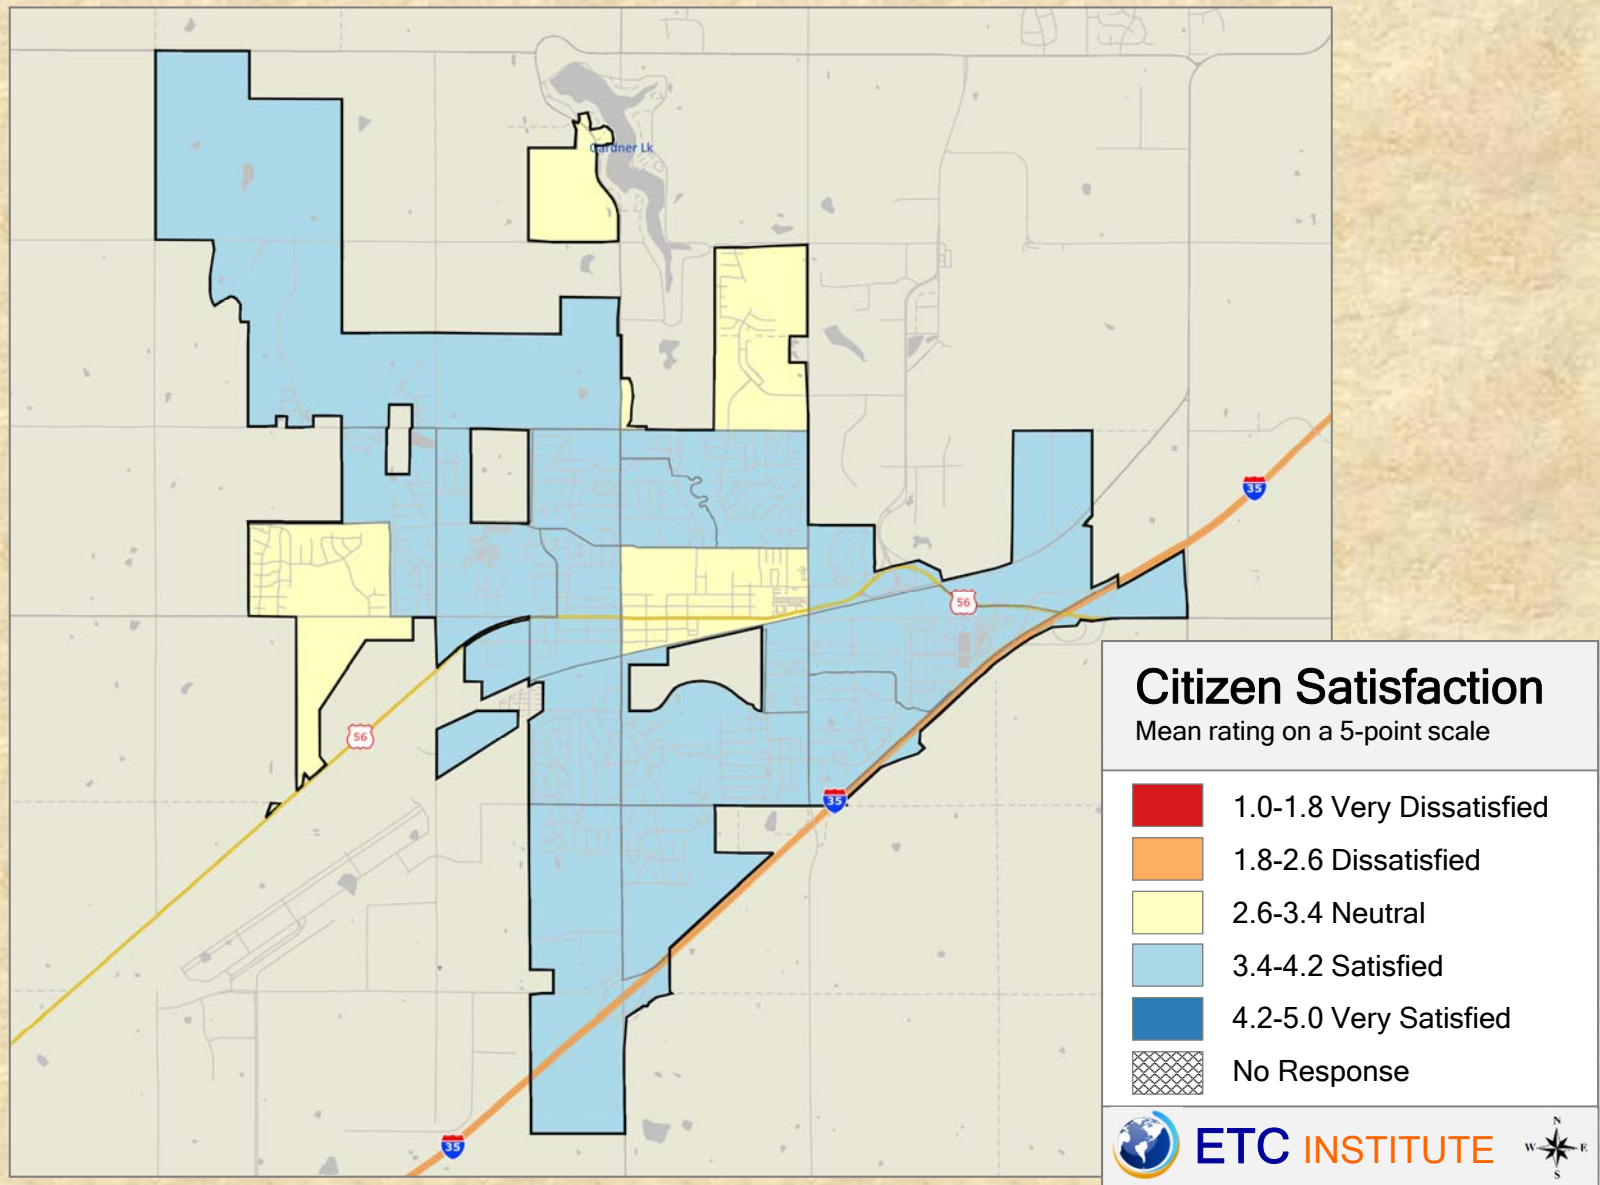 Gardner Lk
35
56
56
35
35
Citizen Satisfaction
Mean rating on a 5-point scale
1.0-1.8 Very Dissatisfied
1.8-2.6 Dissatisfied
2.6-3.4 Neutral
3.4-4.2 Satisfied
4.2-5.0 Very Satisfied
No Response
ETC INSTITUTE
N
W E
S